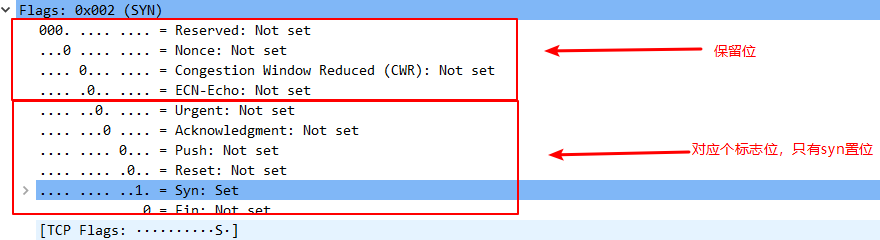 Flags: 0x002 (SYN)
000. .... .... = Reserved: Not set
...0 .... .... = Nonce: Not set
.... 0... .... = Congestion Window Reduced (CWR): Not set
.... .0.. .... = ECN-Echo: Not set
保留位
.... ..0. .... = Urgent: Not set
.... ...0 .... = Acknowledgment: Not set
.... .... 0... = Push: Not set
.... .... .0.. = Reset: Not set
.... .... ..1. = Syn: Set
0 = Fin: Not set
对应个标志位，只有syn置位
[TCP Flags: ··········S·]